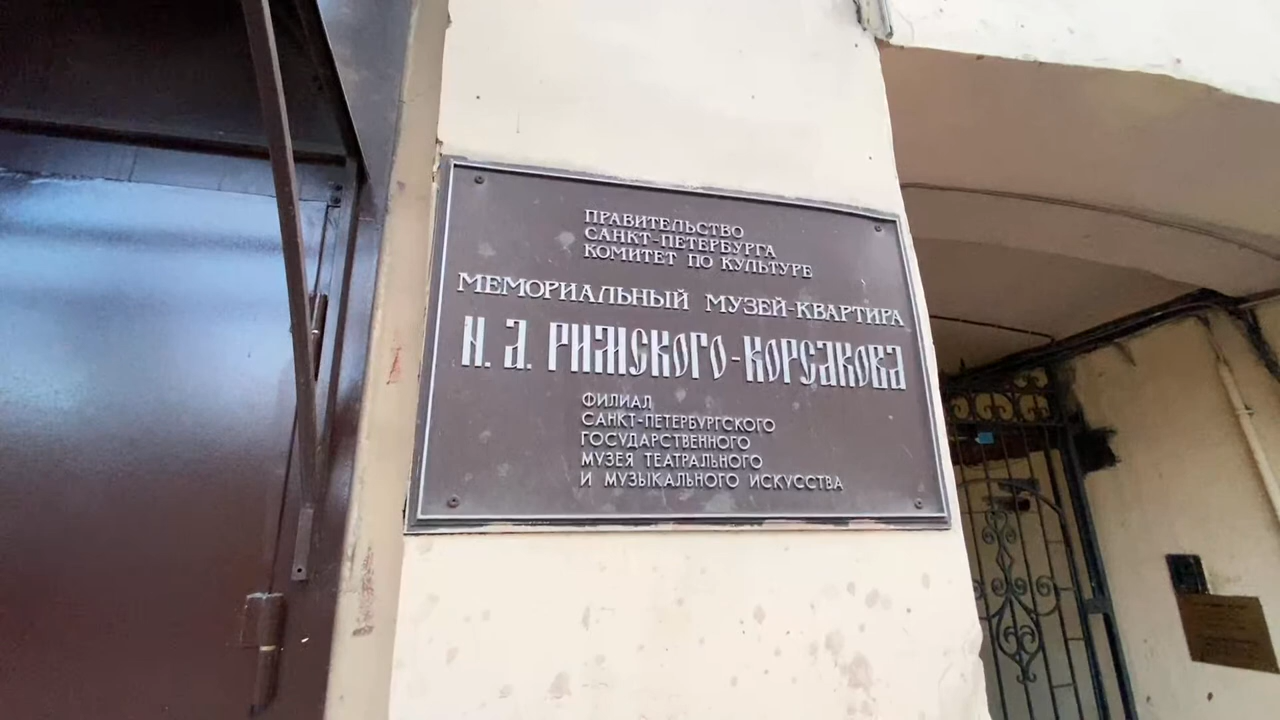 ПРАВИТЕЛЬСТВО
САНКТ-ПЕТЕРБУРГА
КОМИТЕТ ПО КУЛЬТУРЕ
МЕМОРИАЛЬНЫЙ МУЗЕЙ-КВАРТИРА
Н. А. РИМСКОГО-КОРСАКОВА
ФИЛИАЛ
САНКТ-ПЕТЕРБУРГСКОГО
ГОСУДАРСТВЕННОГО
МУЗЕЯ ТЕАТРАЛЬНОГО
И МУЗЫКАЛЬНОГО ИСКУССТВА